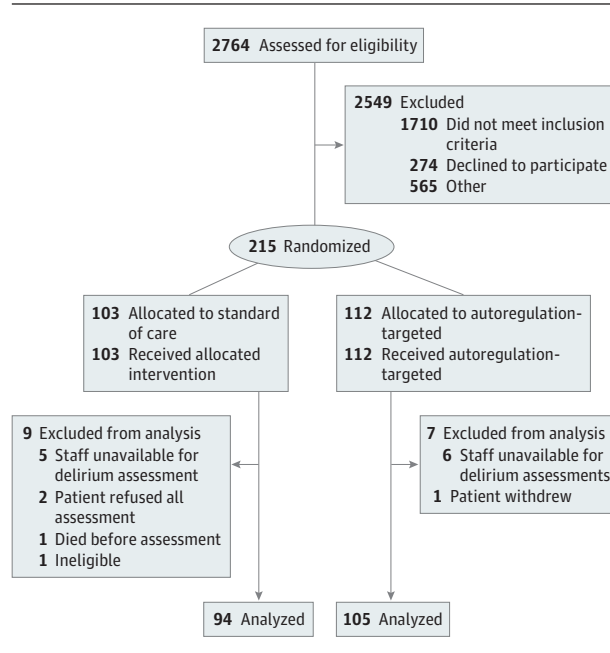 2764 Assessed for eligibility
2549 Excluded
1710 Did not meet inclusion
criteria
274 Declined to participate
565 Other
215 Randomized
103 Allocated to standard
of care
103 Received allocated
intervention
112 Allocated to autoregulation-
targeted
112 Received autoregulation-
targeted
9 Excluded from analysis
5 Staff unavailable for
delirium assessment
2 Patient refused all
assessment
1 Died before assessment
1 Ineligible
7 Excluded from analysis
6 Staff unavailable for
delirium assessments
1 Patient withdrew
94 Analyzed
105 Analyzed